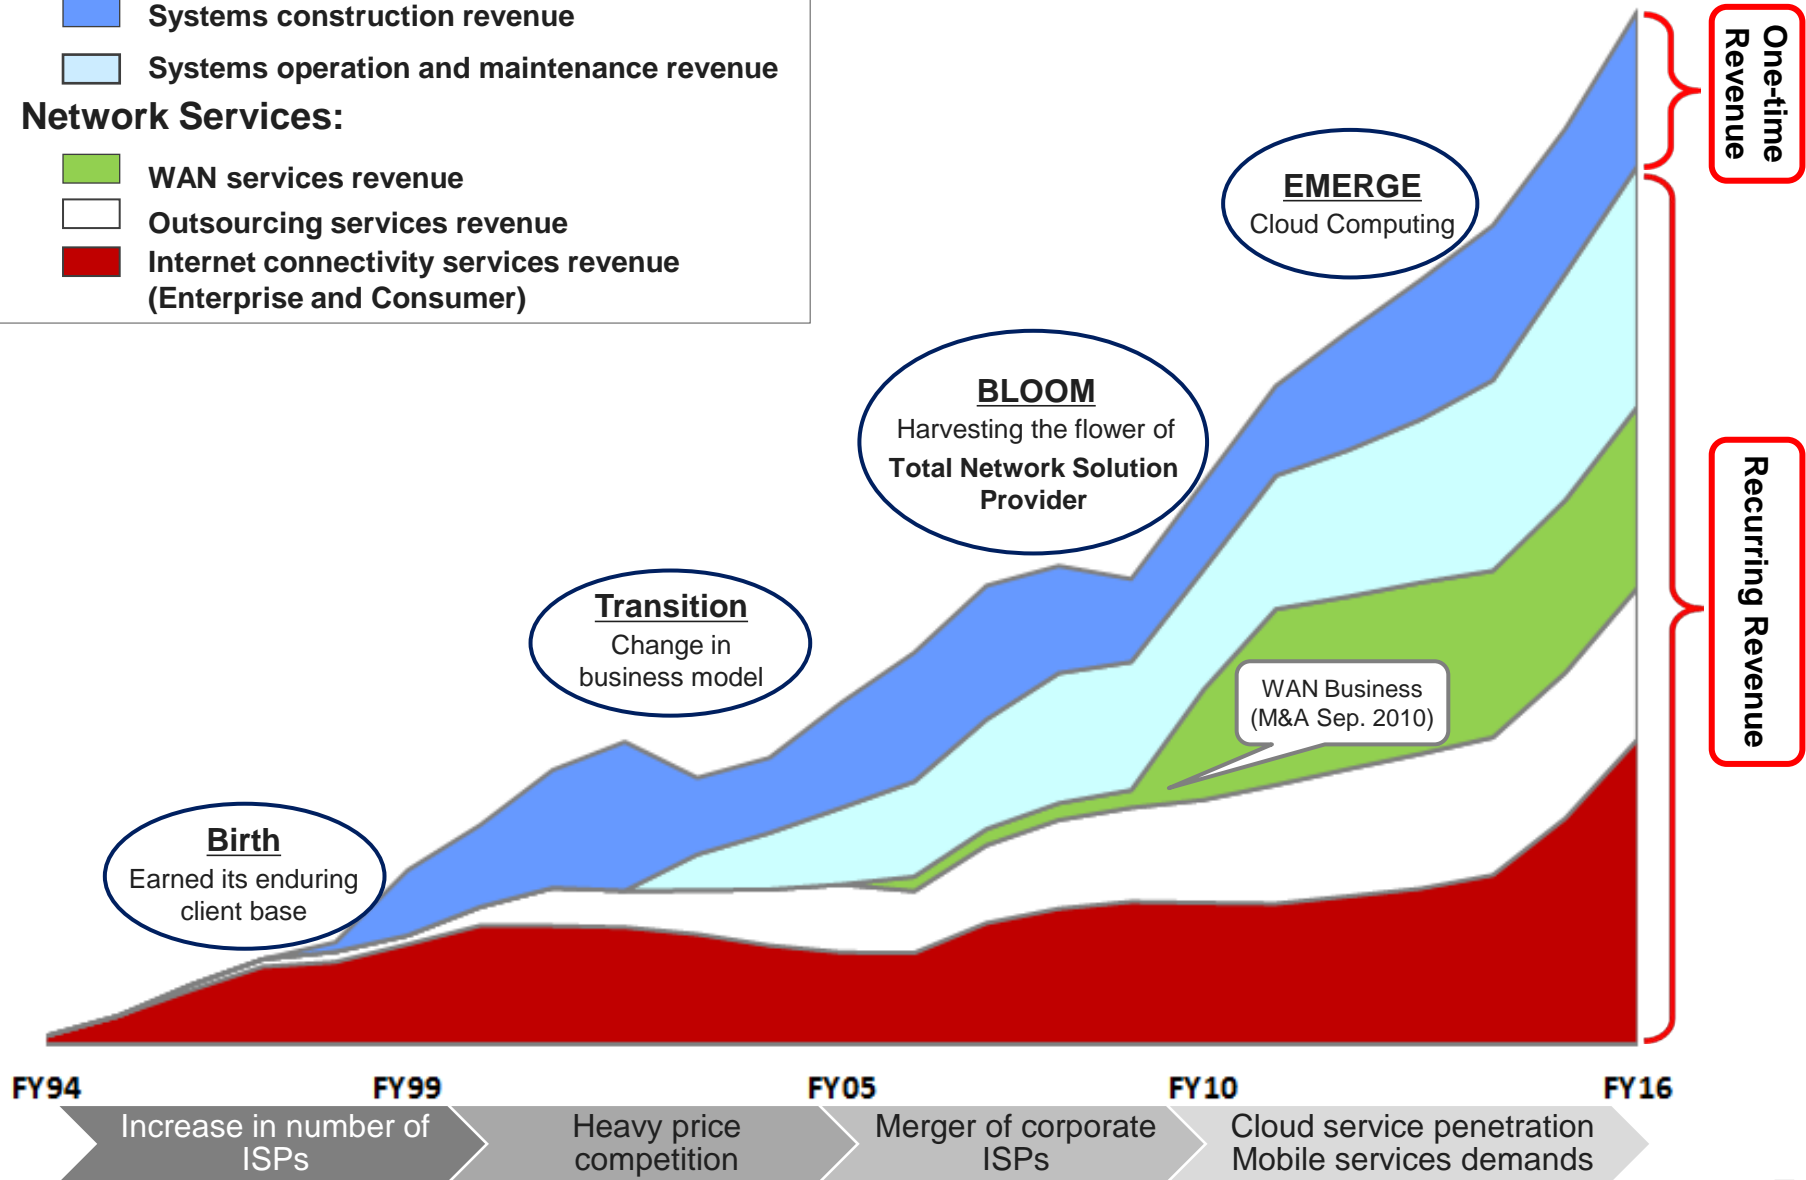 Systems construction revenue
Systems operation and maintenance revenue
Network Services:
WAN services revenue
Outsourcing services revenue
Internet connectivity services revenue
(Enterprise and Consumer)
One-time
Revenue
EMERGE
Cloud Computing
BLOOM
Harvesting the flower of
Total Network Solution
Provider
Recurring Revenue
Transition
Change in
business model
WAN Business
(M&A Sep. 2010)
Birth
Earned its enduring
client base
FY94 FY99 FY05 FY10 FY16
Increase in number of
ISPs
Heavy price
competition
Merger of corporate
ISPs
Cloud service penetration
Mobile services demands